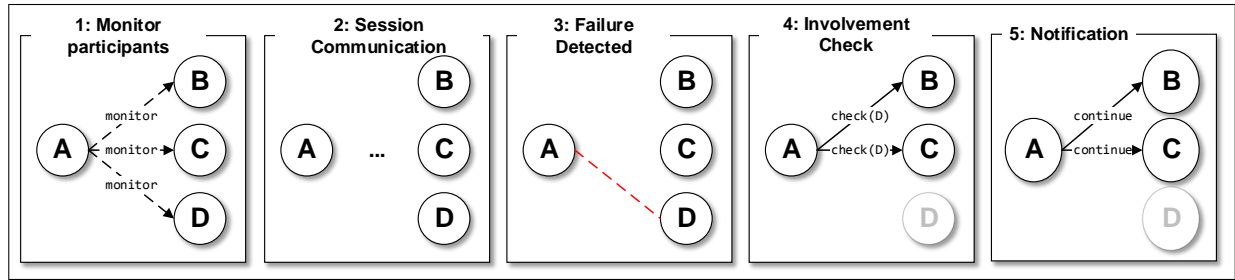 1: Monitor
participants
B
monitor
A
monitor
C
monitor
D
2: Session
Communication
B
A
...
C
D
3: Failure
Detected
B
A
C
D
4: Involvement
Check
B
check(D)
A
check(D)
C
D
5: Notification
B
continue
A
continue
C
D